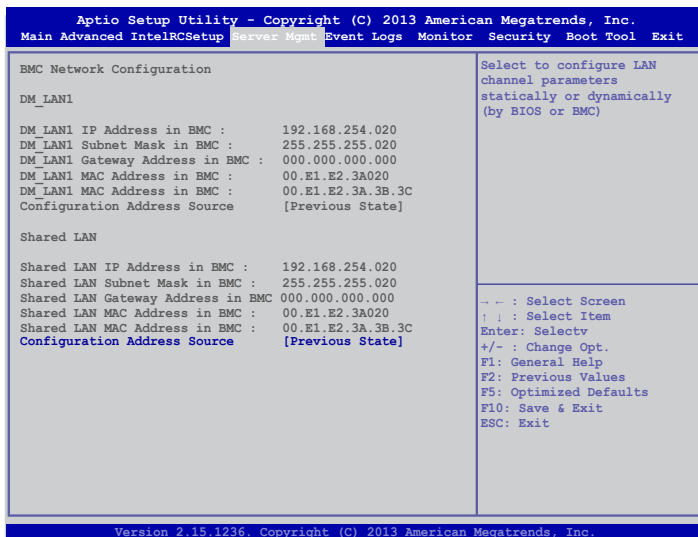 Aptio Setup Utility - Copyright (C) 2013 American Megatrends, Inc.
Main Advanced IntelRCSetup Server Mgmt Event Logs Monitor Security Boot Tool Exit
BMC Network Configuration
DM_LAN1
DM_LAN1 IP Address in BMC : 192.168.254.020
DM_LAN1 Subnet Mask in BMC : 255.255.255.020
DM_LAN1 Gateway Address in BMC : 000.000.000.000
DM_LAN1 MAC Address in BMC : 00.E1.E2.3A020
DM_LAN1 MAC Address in BMC : 00.E1.E2.3A.3B.3C
Configuration Address Source [Previous State]
Shared LAN
Shared LAN IP Address in BMC : 192.168.254.020
Shared LAN Subnet Mask in BMC : 255.255.255.020
Shared LAN Gateway Address in BMC 000.000.000.000
Shared LAN MAC Address in BMC : 00.E1.E2.3A020
Shared LAN MAC Address in BMC : 00.E1.E2.3A.3B.3C
Configuration Address Source [Previous State]
Select to configure LAN
channel parameters
statically or dynamically
(by BIOS or BMC)
→ ← : Select Screen
↑ ↓ : Select Item
Enter: Selectv
+/- : Change Opt.
F1: General Help
F2: Previous Values
F5: Optimized Defaults
F10: Save & Exit
ESC: Exit
Version 2.15.1236. Copyright (C) 2013 American Megatrends, Inc.